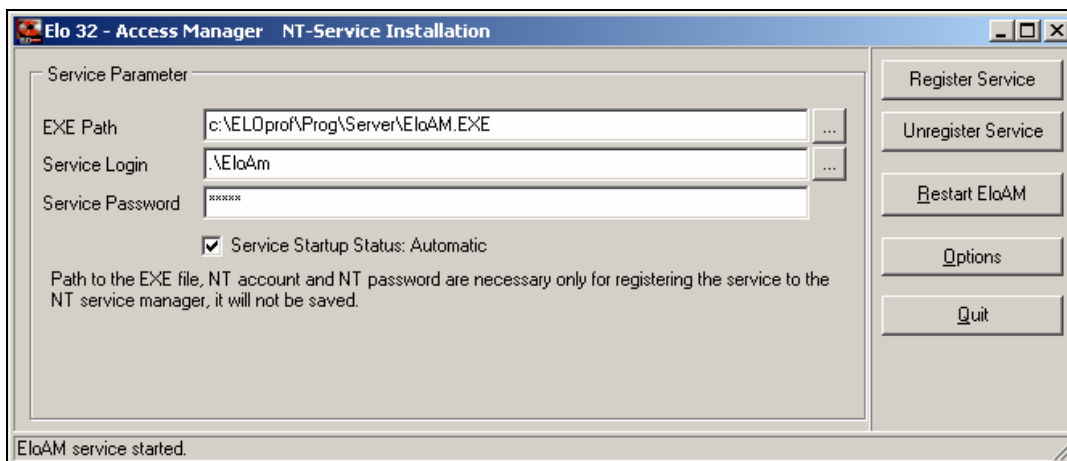 Elo 32 - Access Manager NT-Service Installation
Service Parameter
EXE Path
c:\ELOprof\Prog\Server\EloAM.EXE
...
Service Login
.\EloAm
...
Service Password
*****
Service Startup Status: Automatic
Path to the EXE file, NT account and NT password are necessary only for registering the service to the
NT service manager, it will not be saved.
Register Service
Unregister Service
Restart EloAM
Options
Quit
EloAM service started.